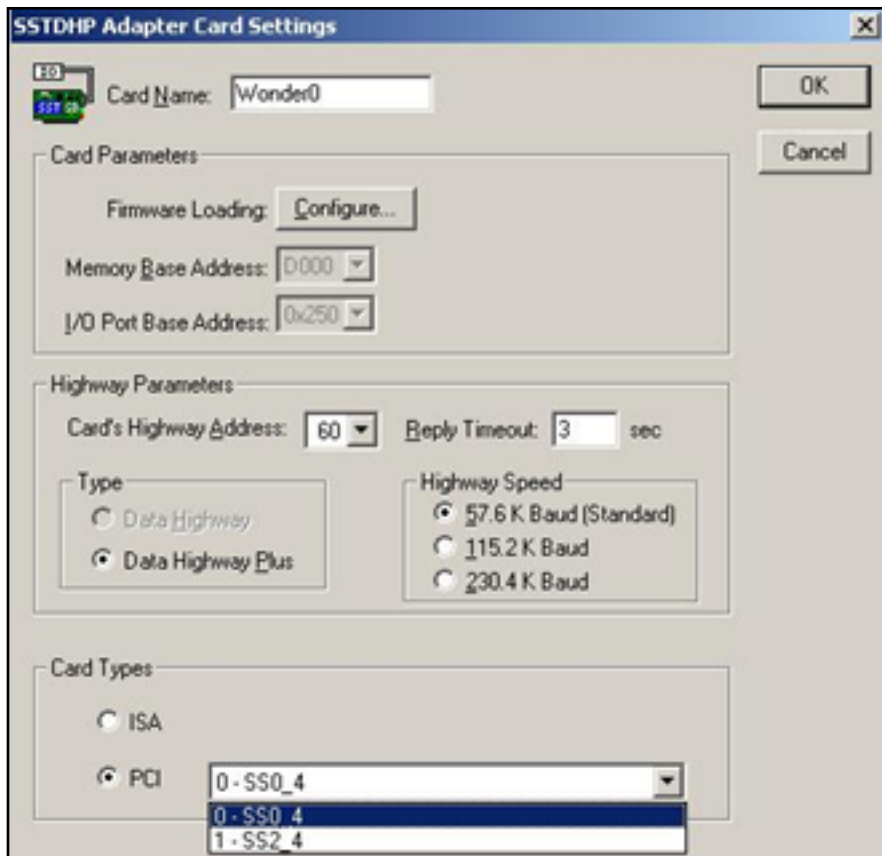 SSTDHP Adapter Card Settings
Card Name: Wonder0
OK
Cancel
Card Parameters
Firmware Loading: Configure...
Memory Base Address: D000
I/O Port Base Address: 0x250
Highway Parameters
Card's Highway Address: 60 Reply Timeout: 3 sec
Type
Data Highway
Data Highway Plus
Highway Speed
57.6 K Baud (Standard)
115.2 K Baud
230.4 K Baud
Card Types
ISA
PCI 0 - SS0_4
0 - SS0_4
1 - SS2_4